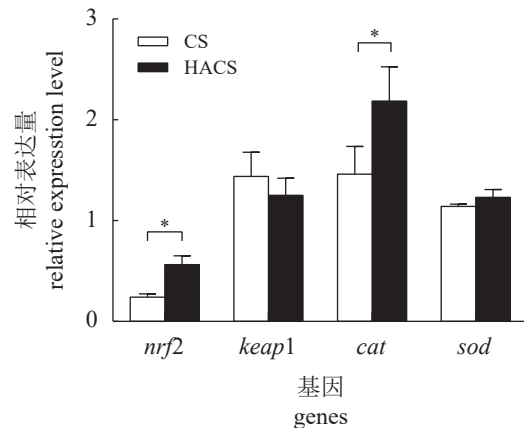 3
2
1
0
相对表达量
relative expresstion level
CS
HACS
*
*
nrf2
keap1
cat
sod
基因
genes